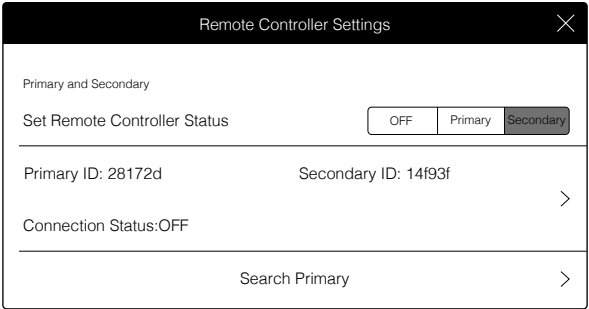 Remote Controller Settings
Primary and Secondary
Set Remote Controller Status OFF Primary Secondary
Primary ID: 28172d Secondary ID: 14f93f
Connection Status:OFF
Search Primary